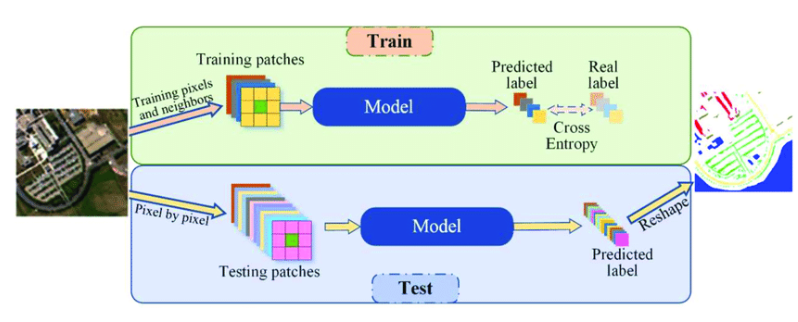 Train
Training pixels
and neighbors
Training patches
Model
Predicted
label
Real
label
Cross
Entropy
Pixel by pixel
Testing patches
Model
Predicted
label
Reshape
Test